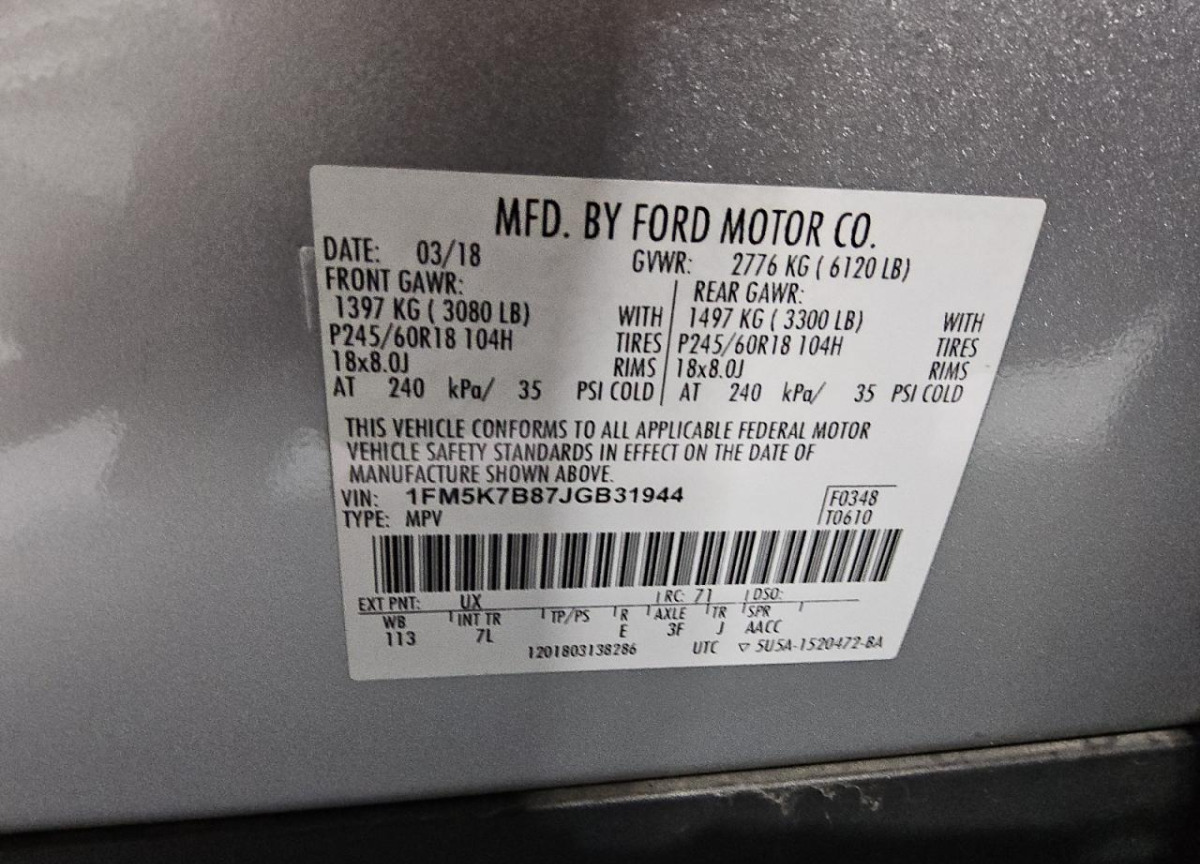 MFD. BY FORD MOTOR CO.
DATE: 03/18 GVWR: 2776 KG ( 6120 LB)
FRONT GAWR: REAR GAWR:
1397 KG ( 3080 LB) WITH 1497 KG ( 3300 LB) WITH
P245/60R18 104H TIRES P245/60R18 104H TIRES
18x8.0J RIMS 18x8.0J RIMS
AT 240 kPa/ 35 PSI COLD AT 240 kPa/ 35 PSI COLD
THIS VEHICLE CONFORMS TO ALL APPLICABLE FEDERAL MOTOR
VEHICLE SAFETY STANDARDS IN EFFECT ON THE DATE OF
MANUFACTURE SHOWN ABOVE.
VIN: 1FM5K7B87JGB31944 F0348
TYPE: MPV T0610
EXT PNT: UX RC: 71 DSO:
WB INT TR TP/PS R AXLE TR SPR
113 7L E 3F J AACC
1201803138286 UTC ▽ 5U5A-1520472-BA